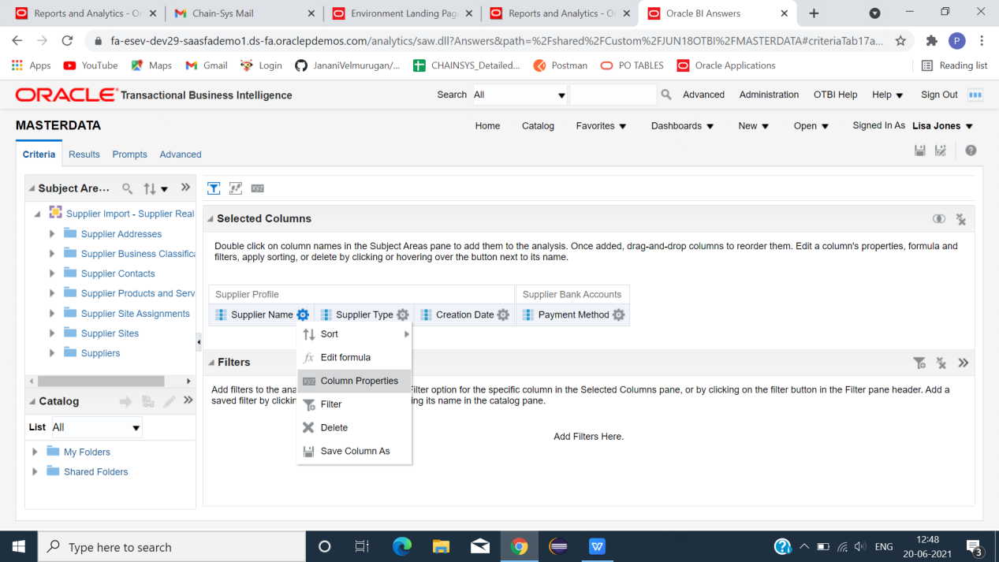 Reports and Analytics - Or
Chain-Sys Mail
Environment Landing Page
Reports and Analytics - Or
Oracle BI Answers
fa-esev-dev29-saasfademo1.ds-fa.oraclepdemos.com/analytics/saw.dll?Answers&path=%2Fshared%2FCustom%2FJUN18OTBI%2FMASTERDATA#criteriaTab17a...
P
Apps
YouTube
Maps
Gmail
Login
JananiVelmurugan/...
CHAINSYS_Detailed...
Postman
PO TABLES
Oracle Applications
Reading list
ORACLE Transactional Business Intelligence
Search All
Advanced
Administration
OTBI Help
Help
Sign Out
MASTERDATA
Home
Catalog
Favorites
Dashboards
New
Open
Signed In As Lisa Jones
Criteria
Results
Prompts
Advanced
Subject Are...
Supplier Import - Supplier Real
Supplier Addresses
Supplier Business Classifica
Supplier Contacts
Supplier Products and Serv
Supplier Site Assignments
Supplier Sites
Suppliers
Catalog
List All
My Folders
Shared Folders
xyz
Selected Columns
Double click on column names in the Subject Areas pane to add them to the analysis. Once added, drag-and-drop columns to reorder them. Edit a column's properties, formula and
filters, apply sorting, or delete by clicking or hovering over the button next to its name.
Supplier Profile
Supplier Bank Accounts
Supplier Name
Supplier Type
Creation Date
Payment Method
Sort
fx Edit formula
xyz Column Properties
Filter
Delete
Save Column As
Filters
Add filters to the ana
Filter option for the specific column in the Selected Columns pane, or by clicking on the filter button in the Filter pane header. Add a
saved filter by clickin
ing its name in the catalog pane.
Add Filters Here.
Type here to search
W
ENG
12:48
20-06-2021
3